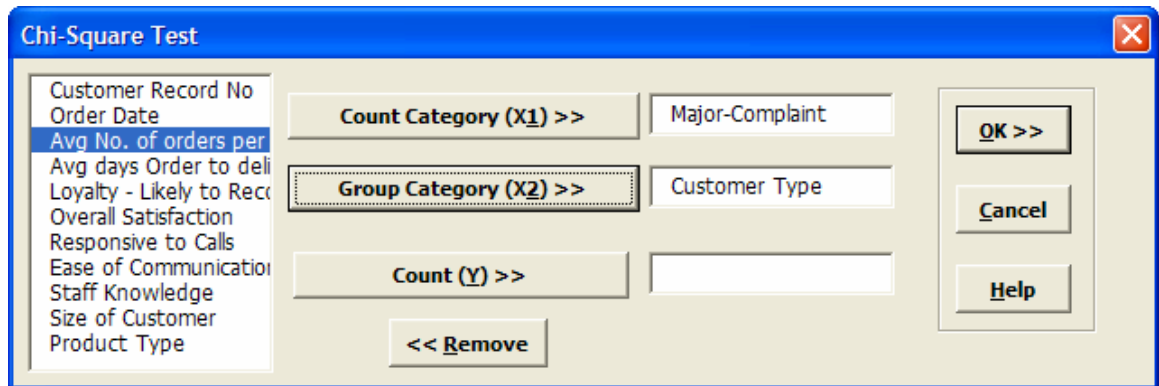 Chi-Square Test
Customer Record No
Order Date
Avg No. of orders per
Avg days Order to deli
Loyalty - Likely to Reco
Overall Satisfaction
Responsive to Calls
Ease of Communication
Staff Knowledge
Size of Customer
Product Type
Count Category (X1) >>
Major-Complaint
Group Category (X2) >>
Customer Type
Count (Y) >>
<< Remove
OK >>
Cancel
Help